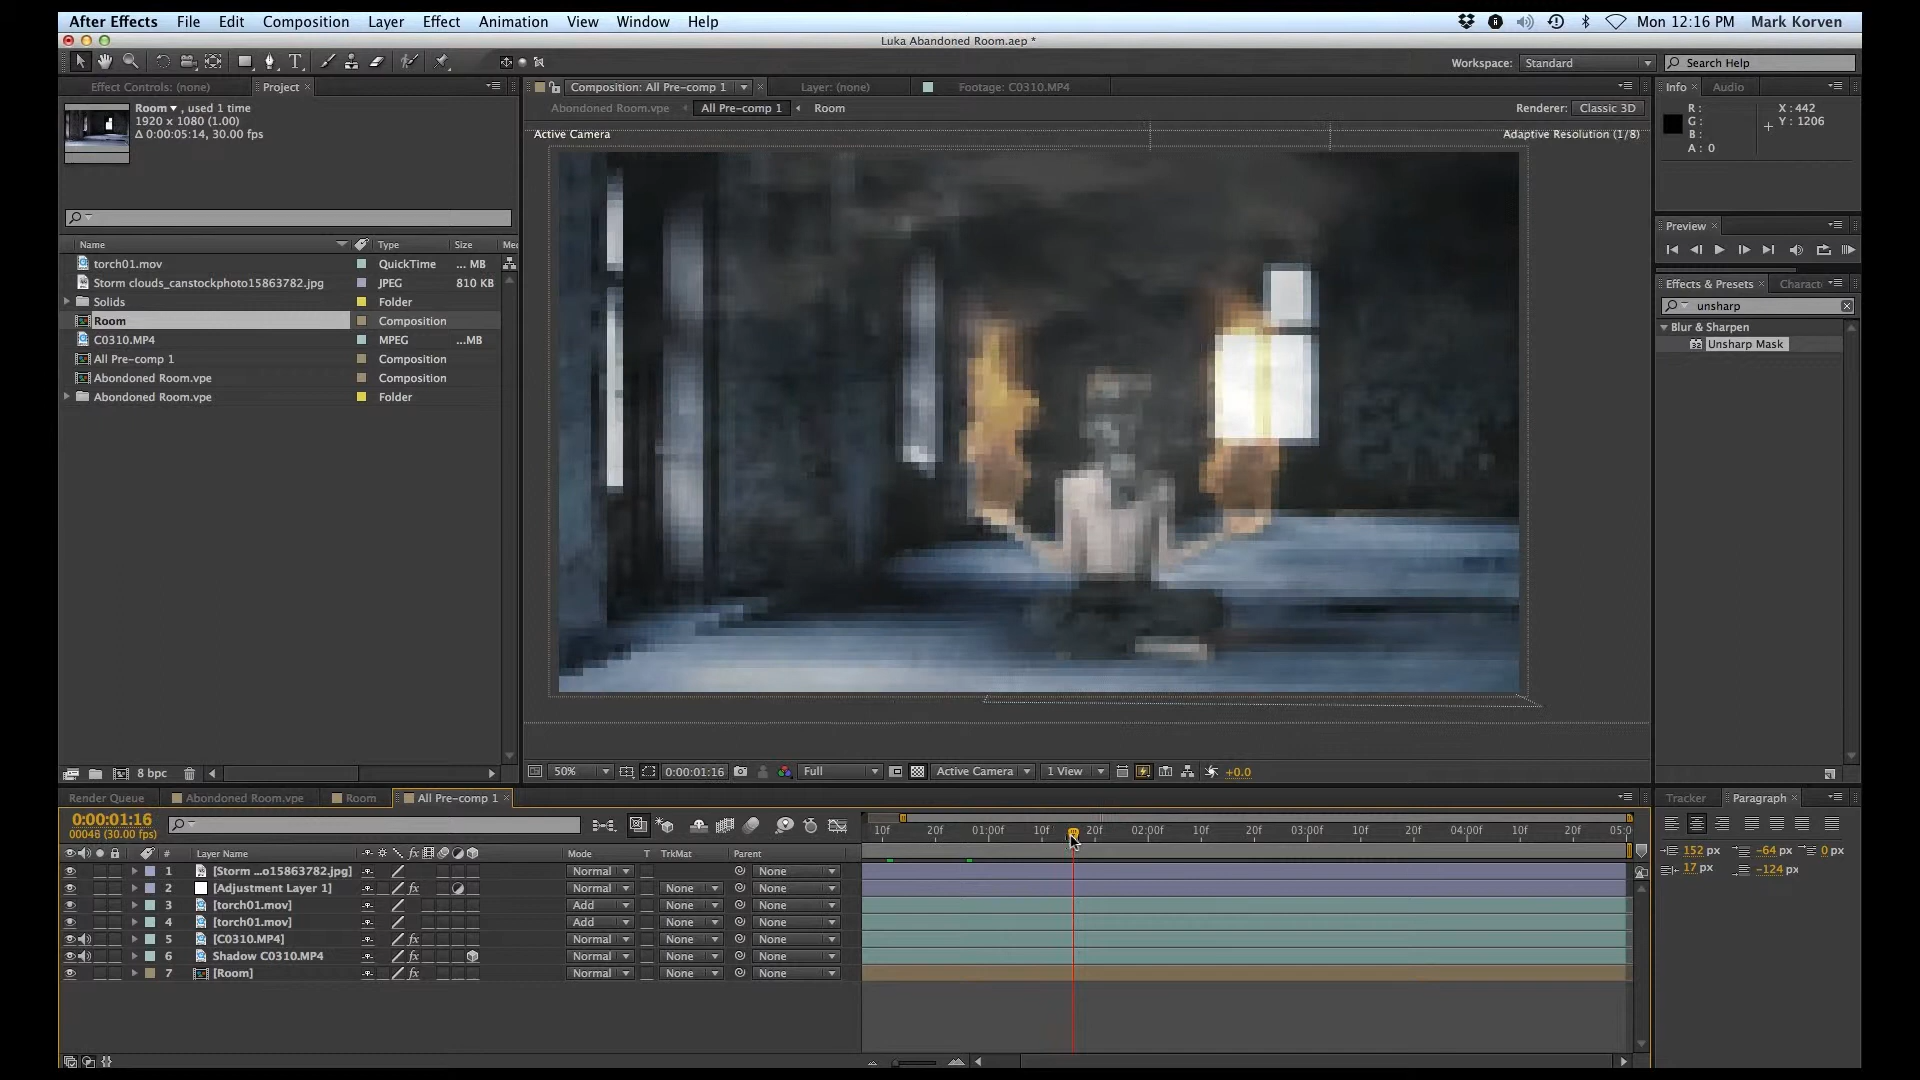 After Effects File Edit Composition Layer Effect Animation View Window Help Mon 12:16 PM Mark Korven
Luka Abandoned Room.aep *
Workspace: Standard Search Help
Effect Controls: (none) Project
Composition: All Pre-comp 1 Layer: (none) Footage: C0310.MP4
Info Audio
Room , used 1 time
1920 x 1080 (1.00)
Δ 0:00:05:14, 30.00 fps
Abondoned Room.vpe All Pre-comp 1 Room Renderer: Classic 3D
R: X : 442
G: Y : 1206
B:
A : 0
Active Camera Adaptive Resolution (1/8)
Preview
Name Type Size Me
torch01.mov QuickTime ... MB
Storm clouds_canstockphoto15863782.jpg JPEG 810 KB
Solids Folder
Room Composition
C0310.MP4 MPEG ...MB
All Pre-comp 1 Composition
Abondoned Room.vpe Composition
Abondoned Room.vpe Folder
Effects & Presets Charact
unsharp
Blur & Sharpen
32 Unsharp Mask
8 bpc
50% 0:00:01:16 Full Active Camera 1 View +0.0
Render Queue Abondoned Room.vpe Room All Pre-comp 1
Tracker Paragraph
0:00:01:16
00046 (30.00 fps)
10f 20f 01:00f 10f 20f 02:00f 10f 20f 03:00f 10f 20f 04:00f 10f 20f 05:0
152 px -64 px 0 px
17 px -124 px
# Layer Name fx Mode T TrkMat Parent
1 [Storm ...o15863782.jpg] Normal None
2 [Adjustment Layer 1] fx Normal None None
3 [torch01.mov] Add None None
4 [torch01.mov] Add None None
5 [C0310.MP4] fx Normal None None
6 Shadow C0310.MP4 fx Normal None None
7 [Room] fx Normal None None